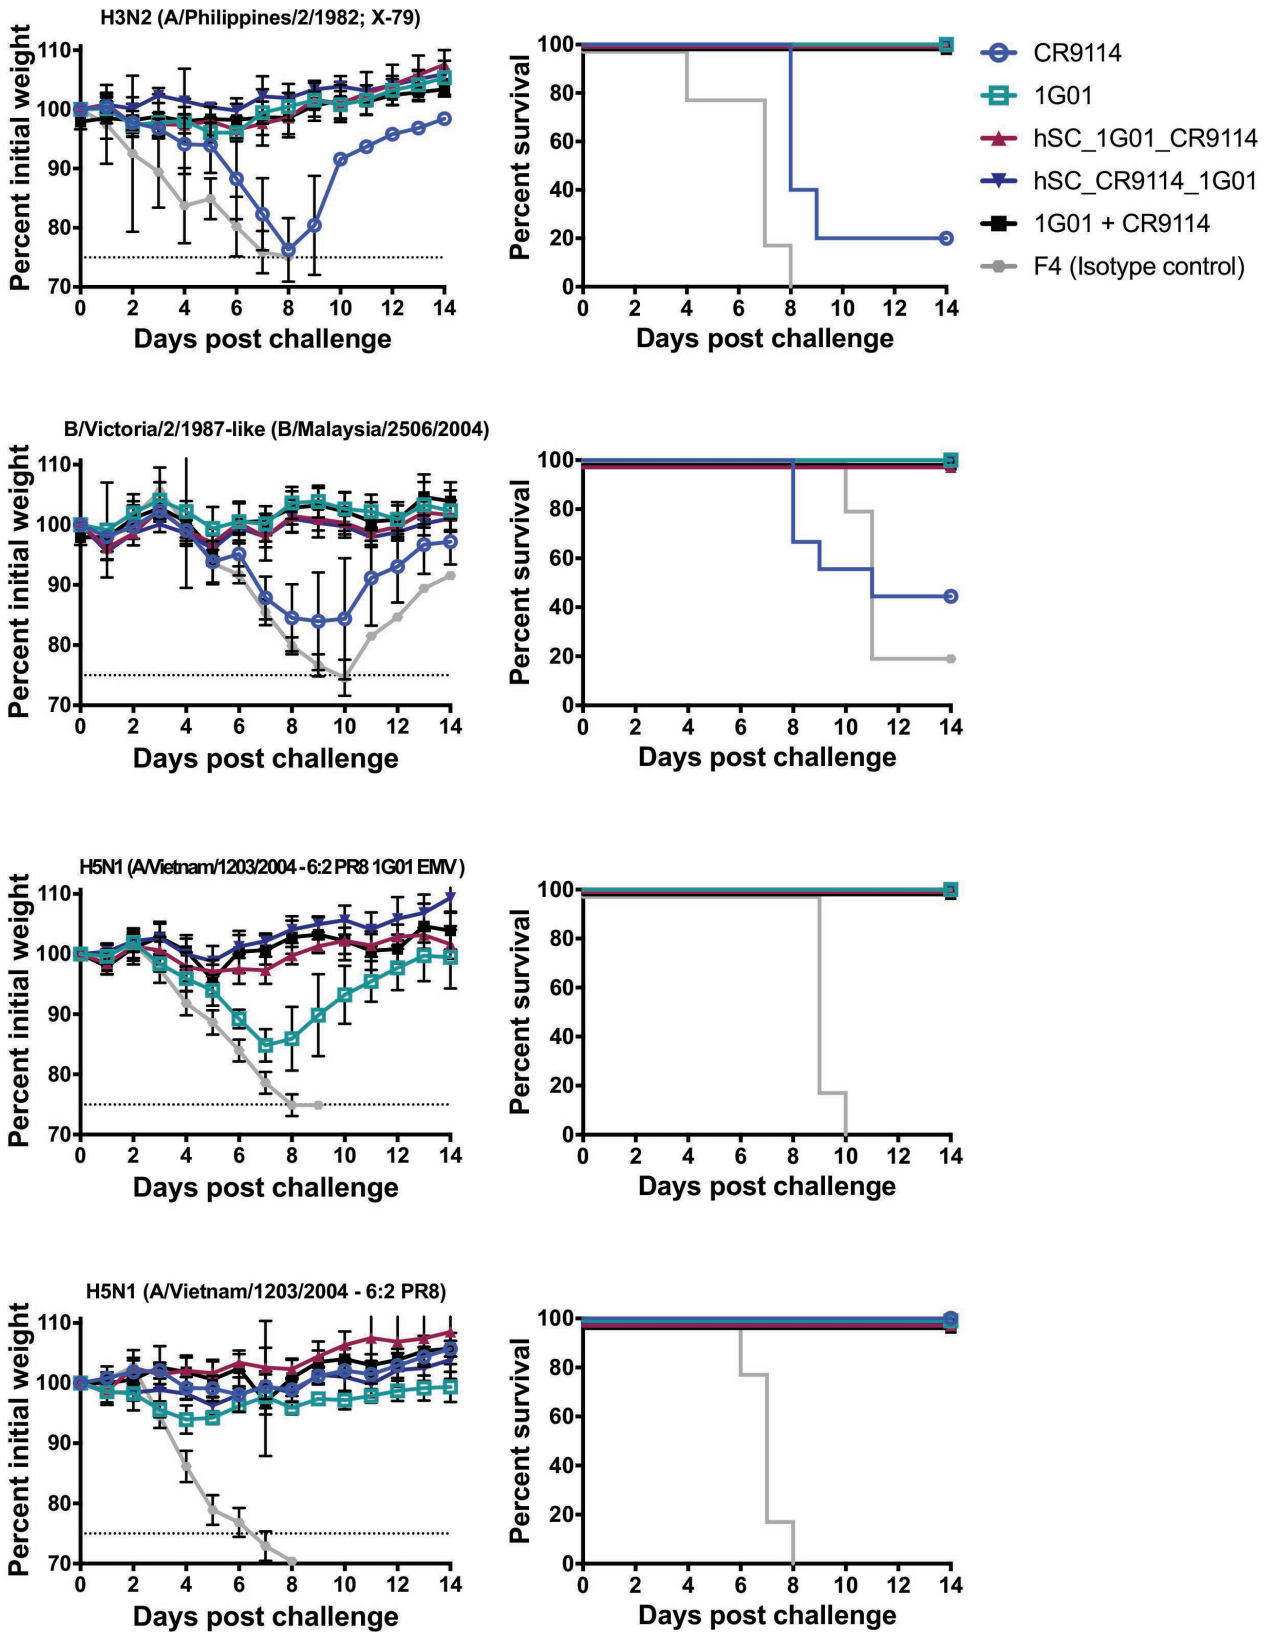 H3N2 (A/Philippines/2/1982; X-79)
Percent initial weight
110
100
90
80
70
0 2 4 6 8 10 12 14
Days post challenge
Percent survival
100
80
60
40
20
0
0 2 4 6 8 10 12 14
Days post challenge
CR9114
1G01
hSC_1G01_CR9114
hSC_CR9114_1G01
1G01 + CR9114
F4 (Isotype control)
B/Victoria/2/1987-like (B/Malaysia/2506/2004)
Percent initial weight
110
100
90
80
70
0 2 4 6 8 10 12 14
Days post challenge
Percent survival
100
80
60
40
20
0
0 2 4 6 8 10 12 14
Days post challenge
H5N1 (A/Vietnam/1203/2004 - 6:2 PR8 1G01 EMV)
Percent initial weight
110
100
90
80
70
0 2 4 6 8 10 12 14
Days post challenge
Percent survival
100
80
60
40
20
0
0 2 4 6 8 10 12 14
Days post challenge
H5N1 (A/Vietnam/1203/2004 - 6:2 PR8)
Percent initial weight
110
100
90
80
70
0 2 4 6 8 10 12 14
Days post challenge
Percent survival
100
80
60
40
20
0
0 2 4 6 8 10 12 14
Days post challenge